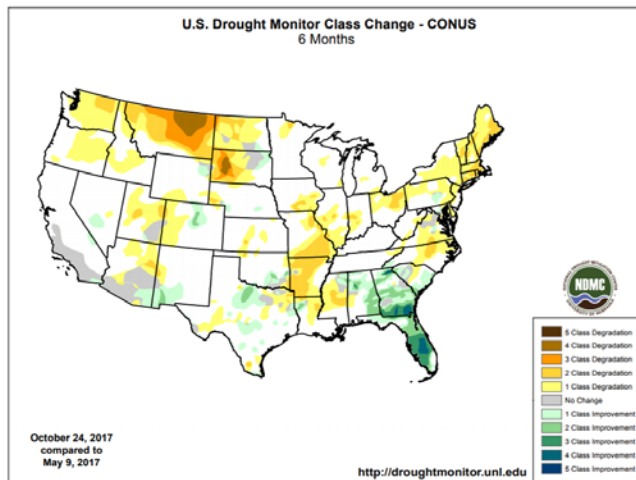 U.S. Drought Monitor Class Change - CONUS
6 Months
NDMC
5 Class Degradation
4 Class Degradation
3 Class Degradation
2 Class Degradation
1 Class Degradation
No Change
1 Class Improvement
2 Class Improvement
3 Class Improvement
4 Class Improvement
5 Class Improvement
October 24, 2017
compared to
May 9, 2017
http://droughtmonitor.unl.edu